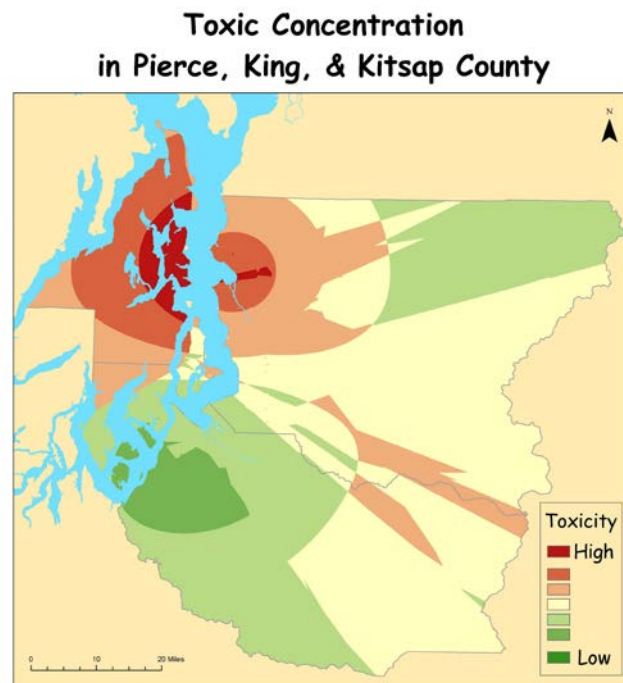 Toxic Concentration
in Pierce, King, & Kitsap County
N
Toxicity
High
Low
0 10 20 Miles